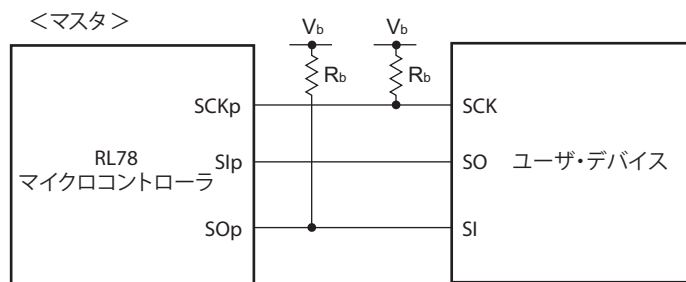 ＜マスタ＞
Vb
Vb
Rb
Rb
SCKp
SCK
RL78
マイクロコントローラ
SIp
SO
ユーザ・デバイス
SOp
SI